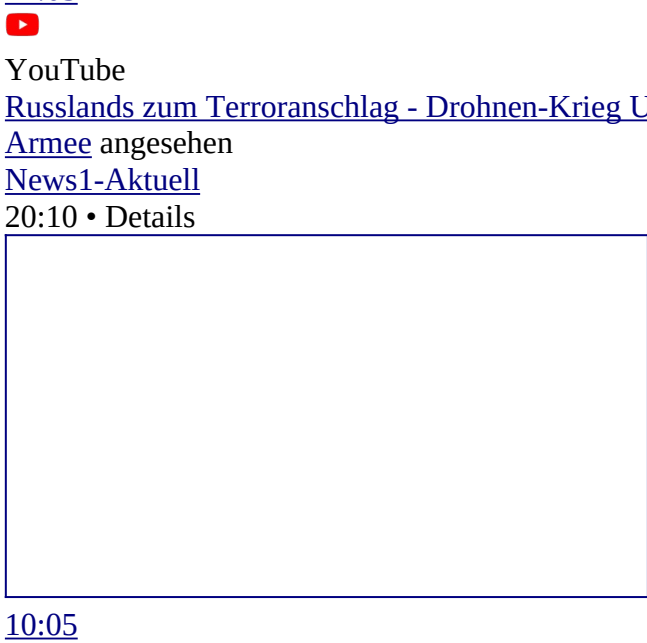 YouTube
Russlands zum Terroranschlag - Drohnen-Krieg
Armee angesehen
News1-Aktuell
20:10 • Details
10:05